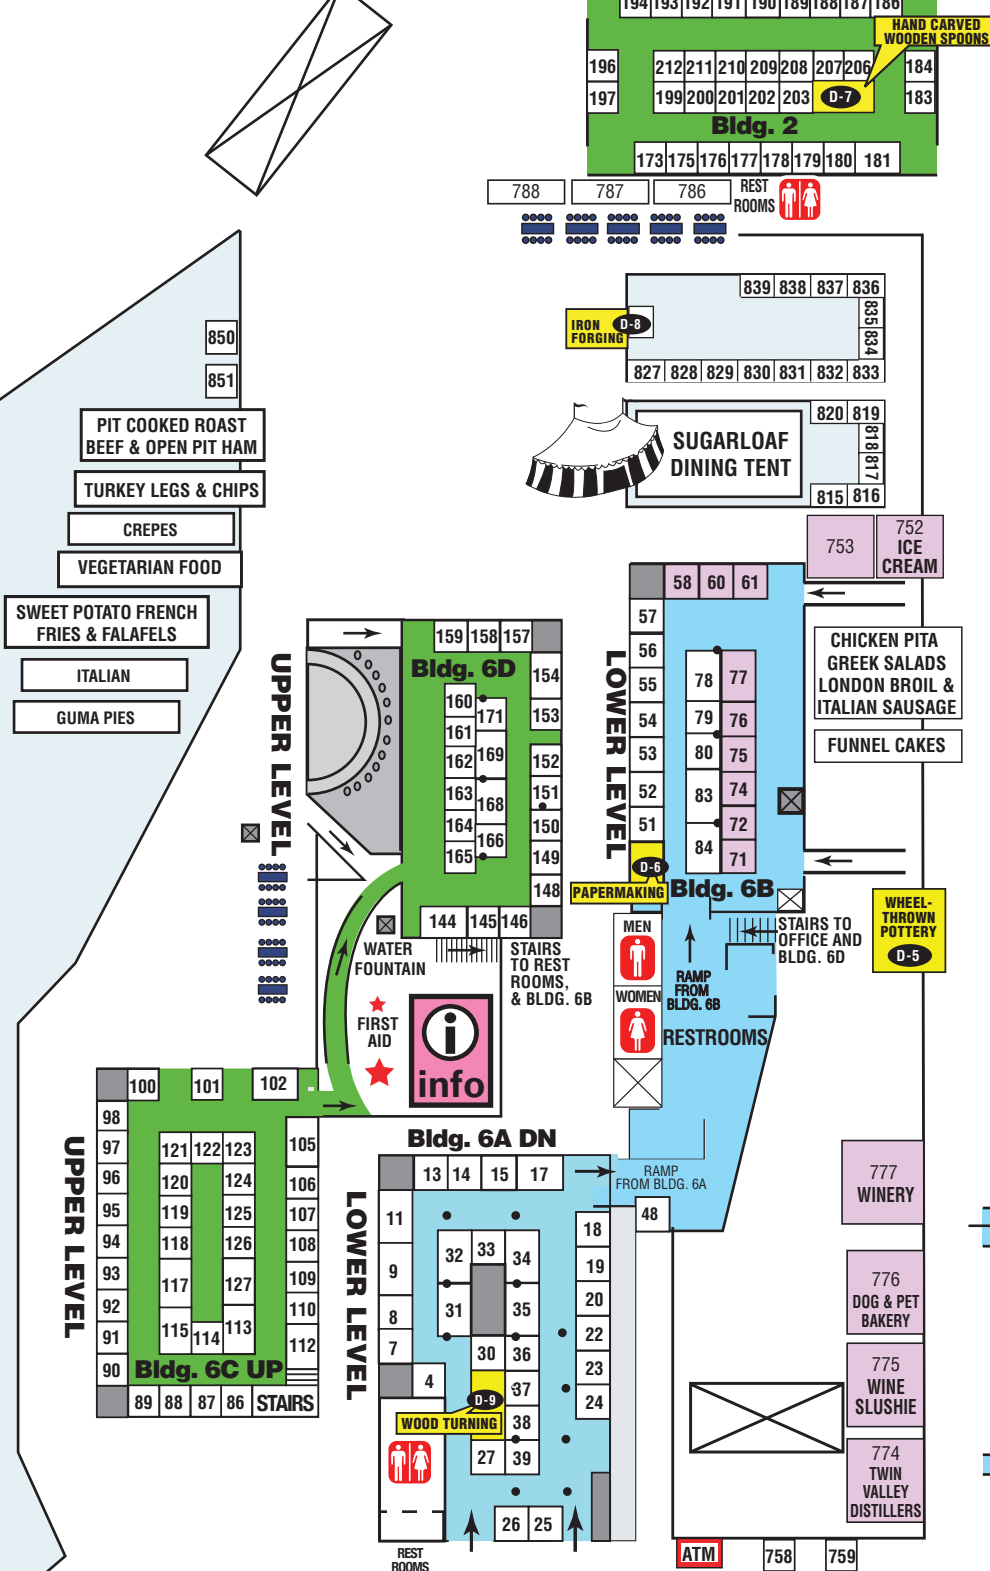 194 193 192 191 190 189 188 187 186
HAND CARVED
WOODEN SPOONS
196 212 211 210 209 208 207 206 184
197 199 200 201 202 203 D-7 183
Bldg. 2
173 175 176 177 178 179 180 181
788 787 786
REST
ROOMS
839 838 837 836
835
834
IRON
FORGING
D-8
827 828 829 830 831 832 833
850
851
PIT COOKED ROAST
BEEF & OPEN PIT HAM
TURKEY LEGS & CHIPS
CREPES
VEGETARIAN FOOD
SWEET POTATO FRENCH
FRIES & FALAFELS
ITALIAN
GUMA PIES
SUGARLOAF
DINING TENT
820 819
818
817
815 816
753
752
ICE
CREAM
CHICKEN PITA
GREEK SALADS
LONDON BROIL &
ITALIAN SAUSAGE
FUNNEL CAKES
58 60 61
57
56
55
54
53
52
51
78
79
80
83
84
77
76
75
74
72
71
LOWER LEVEL
D-6
PAPERMAKING
Bldg. 6B
UPPER LEVEL
159 158 157
Bldg. 6D
154
153
152
151
150
149
148
160
161
162
163
164
165
171
169
168
166
144 145 146
WATER
FOUNTAIN
STAIRS
TO REST
ROOMS,
& BLDG. 6B
FIRST
AID
i
info
MEN
WOMEN
RAMP
FROM
BLDG. 6B
RESTROOMS
STAIRS TO
OFFICE AND
BLDG. 6D
WHEEL-
THROWN
POTTERY
D-5
100 101 102
98
97
96
95
94
93
92
91
90
UPPER LEVEL
121 122 123
120
119
118
117
115
114
124
125
126
127
113
105
106
107
108
109
110
112
Bldg. 6C UP
89 88 87 86 STAIRS
Bldg. 6A DN
13 14 15 17
RAMP
FROM BLDG. 6A
48
LOWER LEVEL
11
9
8
7
4
32 33 34
31 35
30 36
37
D-9
WOOD TURNING
38
27 39
18
19
20
22
23
24
26 25
REST
ROOMS
777
WINERY
776
DOG & PET
BAKERY
775
WINE
SLUSHIE
774
TWIN
VALLEY
DISTILLERS
ATM
758 759